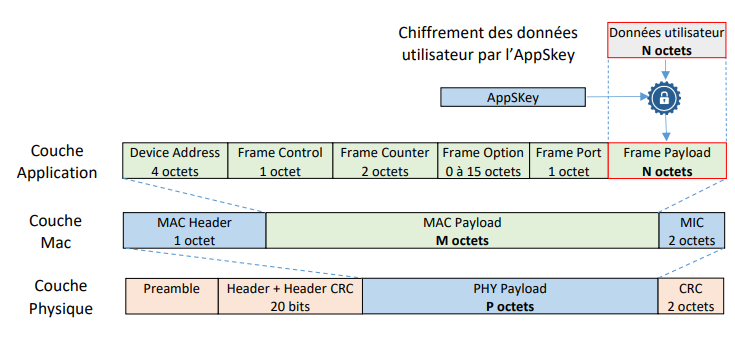 Chiffrement des données
utilisateur par l'AppSkey
Données utilisateur
N octets
AppSKey
Couche
Application
Device Address
4 octets
Frame Control
1 octet
Frame Counter
2 octets
Frame Option
0 à 15 octets
Frame Port
1 octet
Frame Payload
N octets
Couche
Mac
MAC Header
1 octet
MAC Payload
M octets
MIC
2 octets
Couche
Physique
Preamble
Header + Header CRC
20 bits
PHY Payload
P octets
CRC
2 octets